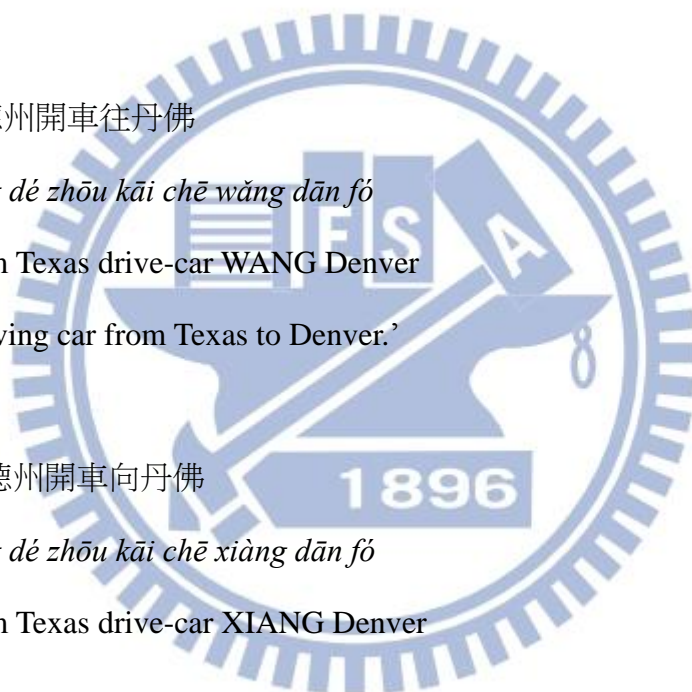 州開車往丹佛
dé zhōu kāi chē wǎng dān fó
Texas drive-car WANG Denver
car from Texas to Denver.’
E S A
德州開車向丹佛
1896
dé zhōu kāi chē xiàng dān fó
Texas drive-car XIANG Denver